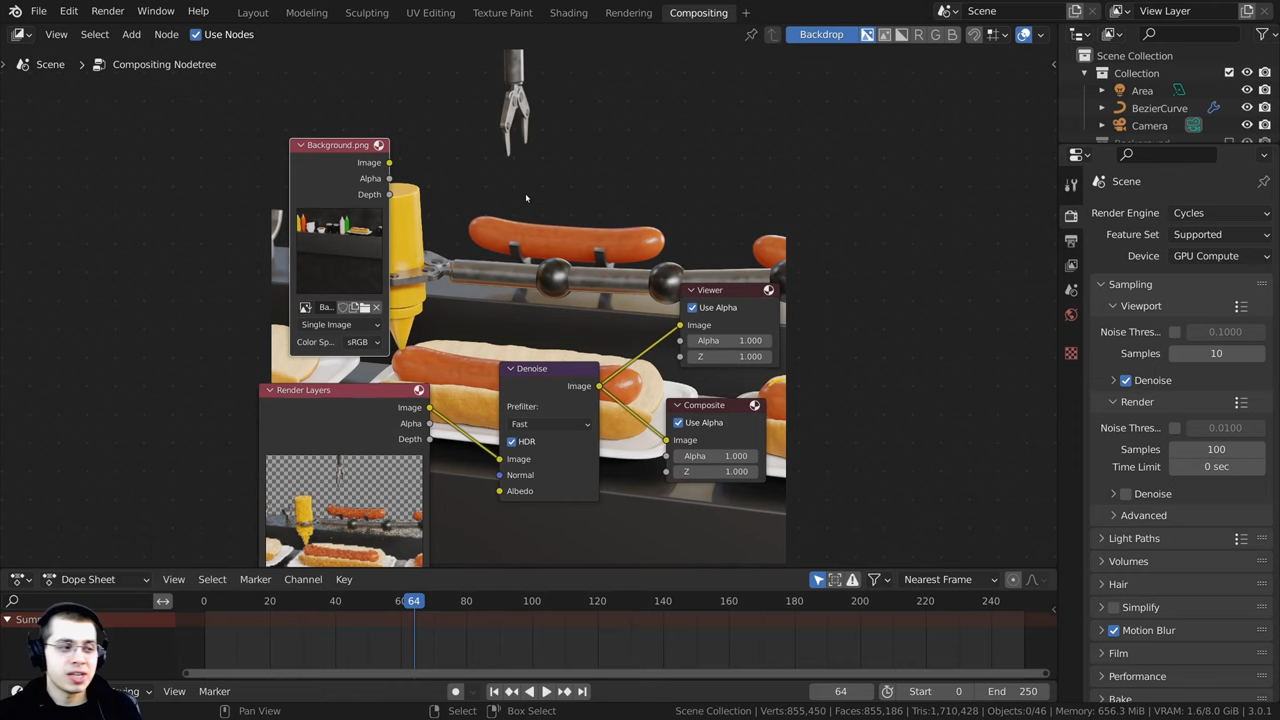 File Edit Render Window Help Layout Modeling Sculpting UV Editing Texture Paint Shading Rendering Compositing + Scene View Layer
View Select Add Node Use Nodes Backdrop R G B
Scene Compositing Nodetree
Scene Collection
Collection
Area
BezierCurve
Camera
Background.png
Image
Alpha
Depth
Ba...
Single Image
Color Sp... sRGB
Render Layers
Image
Alpha
Depth
Denoise
Image
Prefilter:
Fast
HDR
Image
Normal
Albedo
Viewer
Use Alpha
Image
Alpha 1.000
Z 1.000
Composite
Use Alpha
Image
Alpha 1.000
Z 1.000
Scene
Render Engine Cycles
Feature Set Supported
Device GPU Compute
Sampling
Viewport
Noise Thres... 0.1000
Samples 10
Denoise
Render
Noise Thres... 0.0100
Samples 100
Time Limit 0 sec
Denoise
Advanced
Light Paths
Volumes
Hair
Simplify
Motion Blur
Film
Performance
Dope Sheet View Select Marker Channel Key Nearest Frame
0 20 40 64 80 100 120 140 160 180 200 220 240
View Marker 64 Start 0 End 250
Pan View Select Box Select Scene Collection | Verts:855,450 | Faces:855,186 | Tris:1,710,428 | Objects:0/46 | Memory: 656.3 MiB | VRAM: 1.6/8.0 GiB | 3.0.1